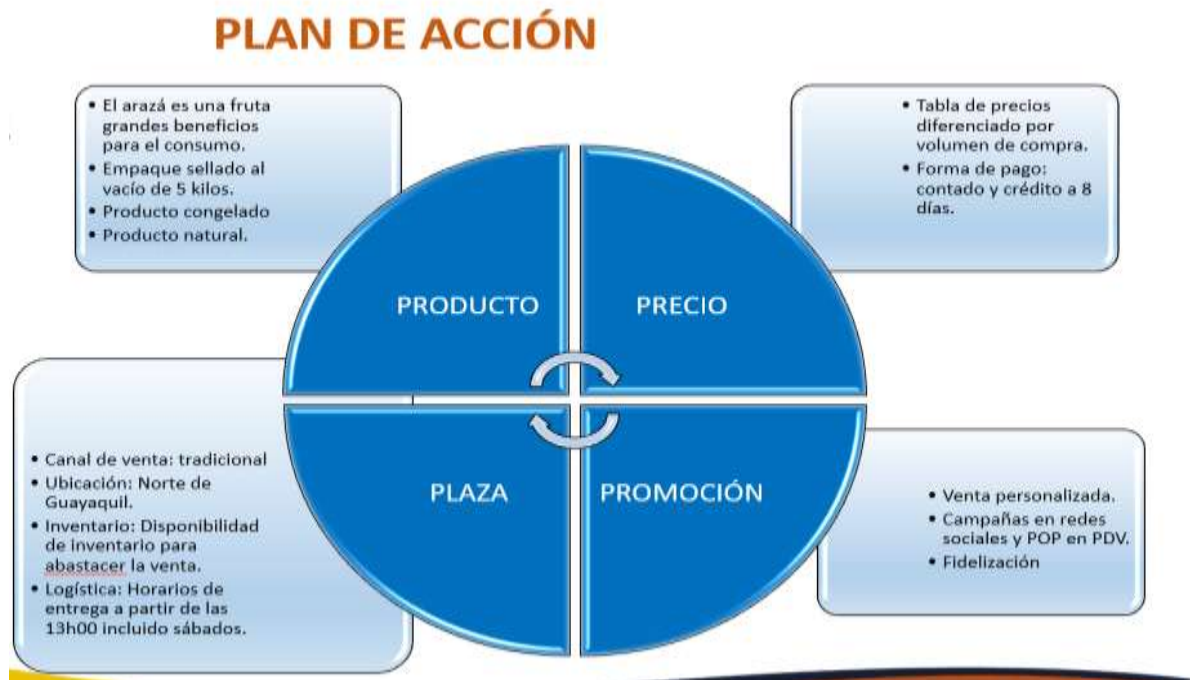 PLAN DE ACCIÓN
• El arazá es una fruta
grandes beneficios
para el consumo.
• Empaque sellado al
vacío de 5 kilos.
• Producto congelado
• Producto natural.
• Tabla de precios
diferenciado por
volumen de compra.
• Forma de pago:
contado y crédito a 8
días.
PRODUCTO
PRECIO
PLAZA
PROMOCIÓN
• Canal de venta: tradicional
• Ubicación: Norte de
Guayaquil.
• Inventario: Disponibilidad
de inventario para
abastacer la venta.
• Logística: Horarios de
entrega a partir de las
13h00 incluido sábados.
• Venta personalizada.
• Campañas en redes
sociales y POP en PDV.
• Fidelización